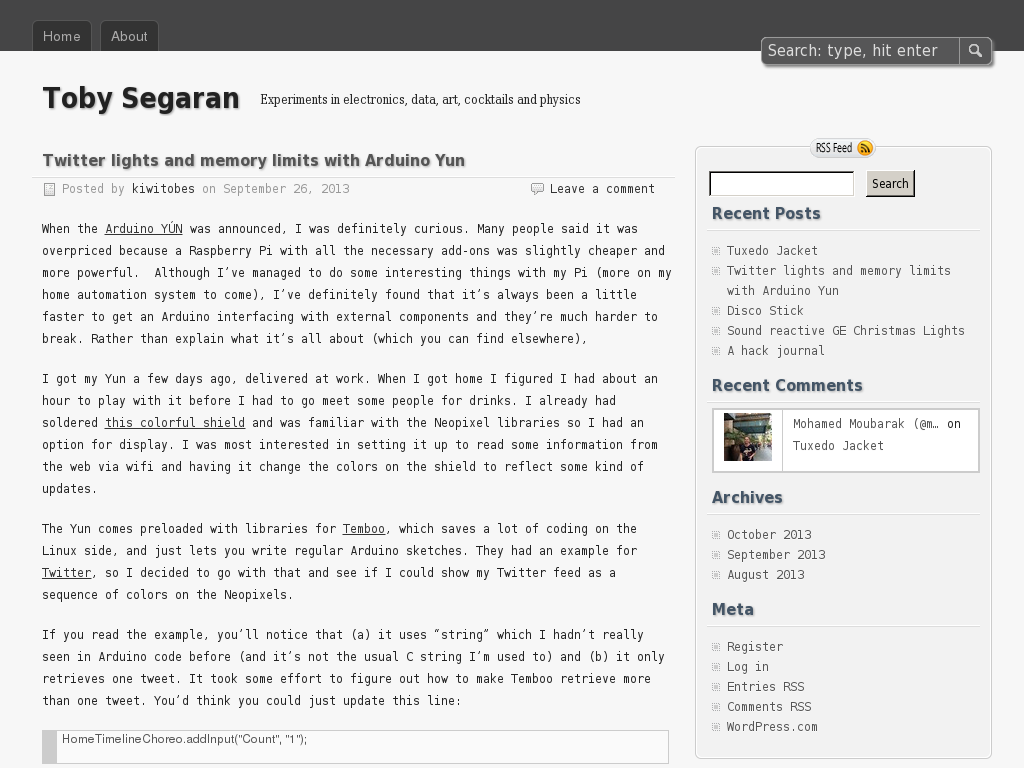 Home
About
Search: type, hit enter
Toby Segaran
Experiments in electronics, data, art, cocktails and physics
Twitter lights and memory limits with Arduino Yun
Posted by kiwitobes on September 26, 2013
Leave a comment
When the Arduino YÚN was announced, I was definitely curious. Many people said it was
overpriced because a Raspberry Pi with all the necessary add-ons was slightly cheaper and
more powerful.  Although I’ve managed to do some interesting things with my Pi (more on my
home automation system to come), I’ve definitely found that it’s always been a little
faster to get an Arduino interfacing with external components and they’re much harder to
break. Rather than explain what it’s all about (which you can find elsewhere),
I got my Yun a few days ago, delivered at work. When I got home I figured I had about an
hour to play with it before I had to go meet some people for drinks. I already had
soldered this colorful shield and was familiar with the Neopixel libraries so I had an
option for display. I was most interested in setting it up to read some information from
the web via wifi and having it change the colors on the shield to reflect some kind of
updates.
The Yun comes preloaded with libraries for Temboo, which saves a lot of coding on the
Linux side, and just lets you write regular Arduino sketches. They had an example for
Twitter, so I decided to go with that and see if I could show my Twitter feed as a
sequence of colors on the Neopixels.
If you read the example, you’ll notice that (a) it uses “string” which I hadn’t really
seen in Arduino code before (and it’s not the usual C string I’m used to) and (b) it only
retrieves one tweet. It took some effort to figure out how to make Temboo retrieve more
than one tweet. You’d think you could just update this line:
HomeTimelineChoreo.addInput("Count", "1");
RSS Feed
Search
Recent Posts
Tuxedo Jacket
Twitter lights and memory limits
with Arduino Yun
Disco Stick
Sound reactive GE Christmas Lights
A hack journal
Recent Comments
Mohamed Moubarak (@m… on
Tuxedo Jacket
Archives
October 2013
September 2013
August 2013
Meta
Register
Log in
Entries RSS
Comments RSS
WordPress.com